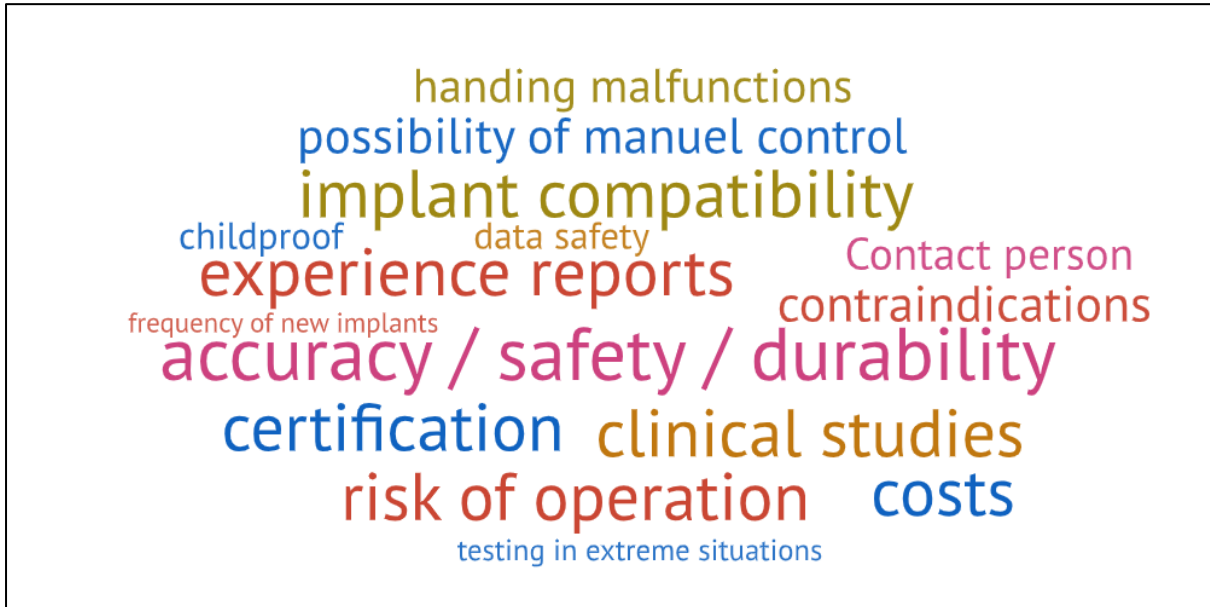 handing malfunctions
possibility of manuel control
implant compatibility
childproof
data safety
Contact person
experience reports
contraindications
frequency of new implants
accuracy / safety / durability
certification
clinical studies
risk of operation
costs
testing in extreme situations